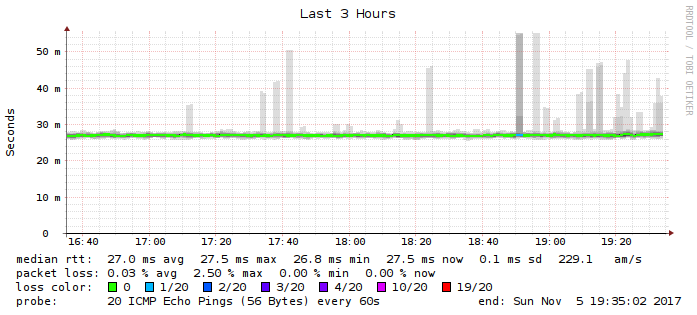 Last 3 Hours
RRDTOOL / TOBI OETIKER
Seconds
50 m
40 m
30 m
20 m
10 m
0
16:40 17:00 17:20 17:40 18:00 18:20 18:40 19:00 19:20
median rtt: 27.0 ms avg 27.5 ms max 26.8 ms min 27.5 ms now 0.1 ms sd 229.1 am/s
packet loss: 0.03 % avg 2.50 % max 0.00 % min 0.00 % now
loss color: 0 1/20 2/20 3/20 4/20 10/20 19/20
probe: 20 ICMP Echo Pings (56 Bytes) every 60s end: Sun Nov 5 19:35:02 2017